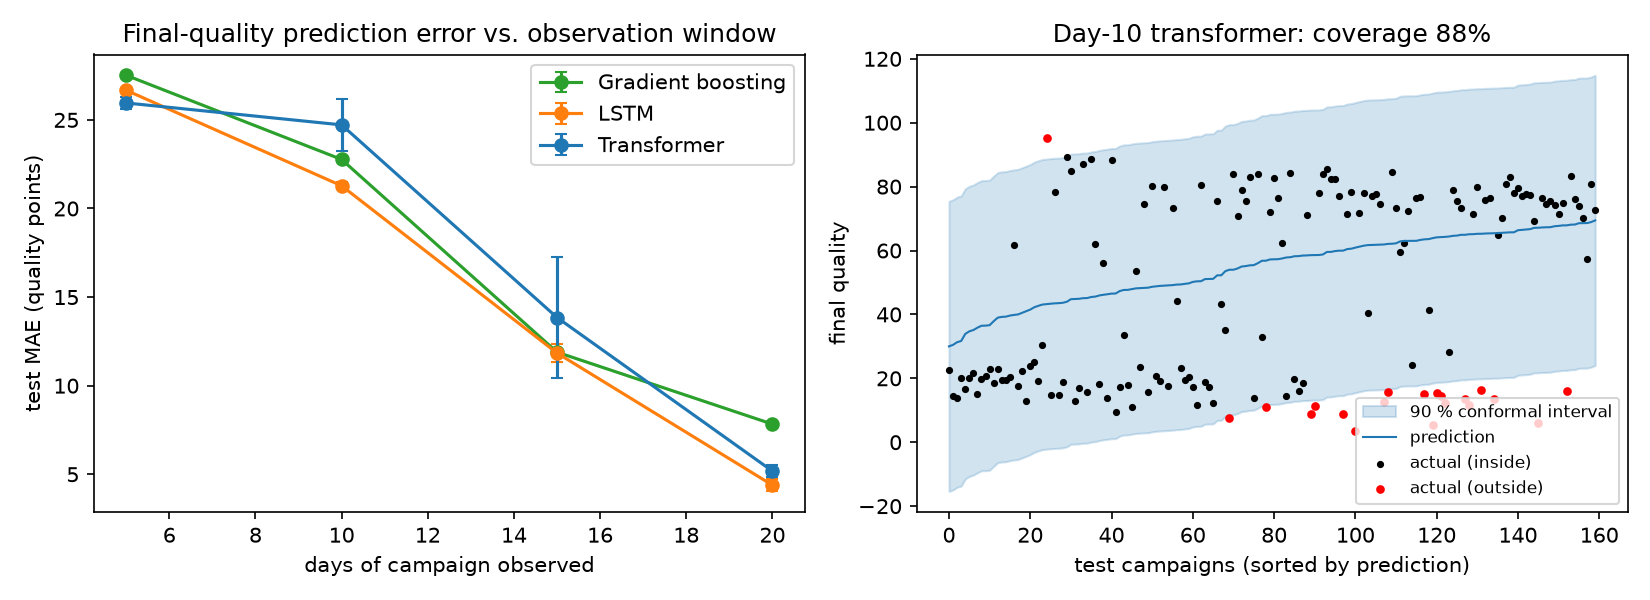 Final-quality prediction error vs. observation window
test MAE (quality points)
25
20
15
10
5
Gradient boosting
LSTM
Transformer
6 8 10 12 14 16 18 20
days of campaign observed
Day-10 transformer: coverage 88%
final quality
120
100
80
60
40
20
0
−20
90 % conformal interval
prediction
actual (inside)
actual (outside)
0 20 40 60 80 100 120 140 160
test campaigns (sorted by prediction)